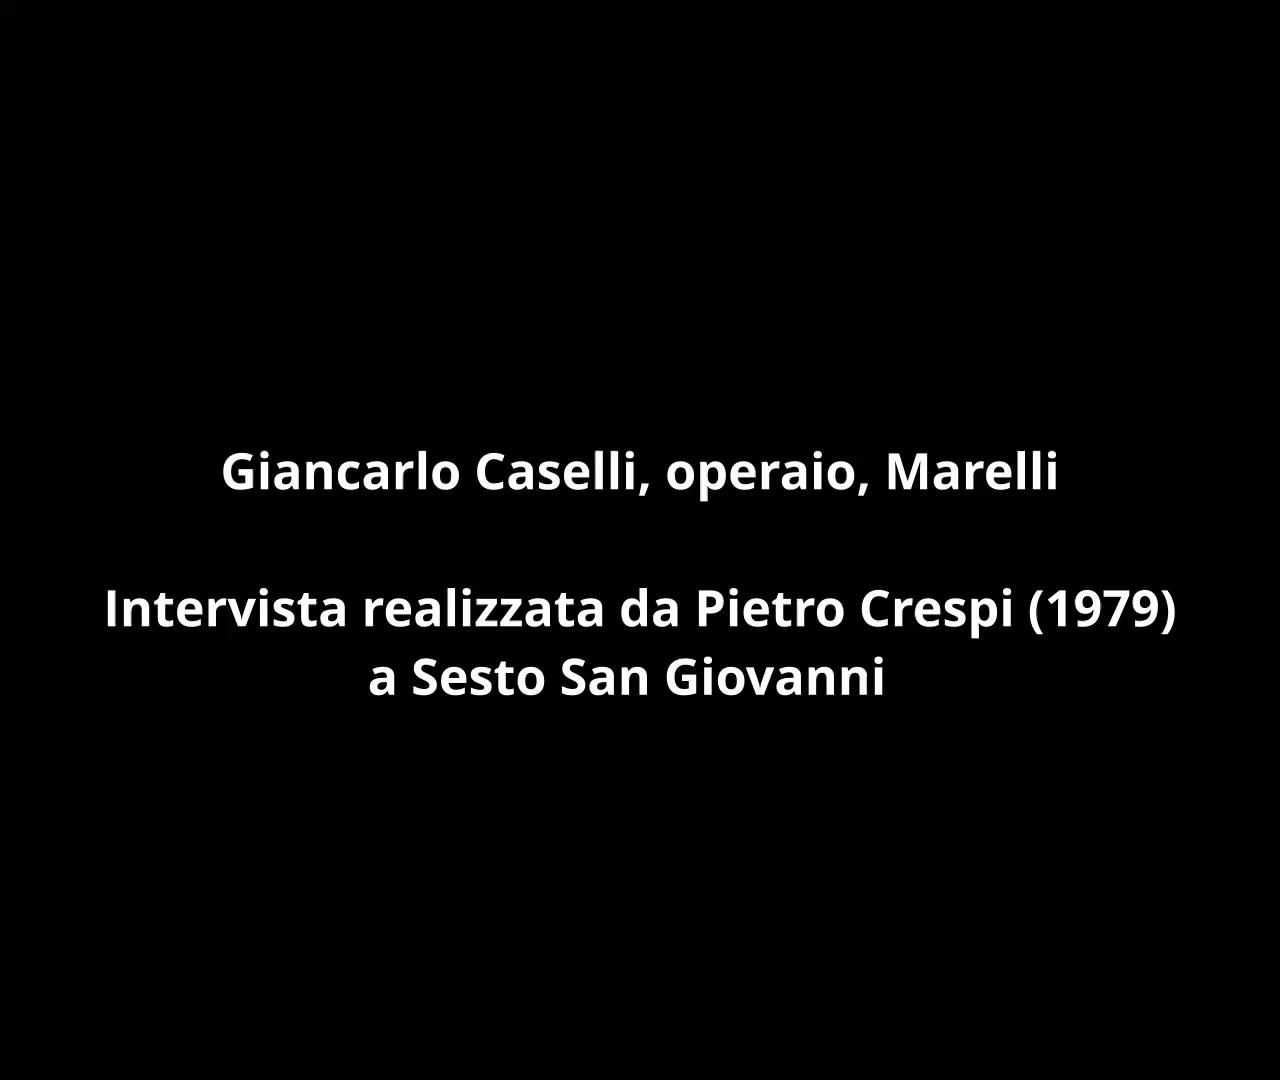 Giancarlo Caselli, operaio, Marelli
Intervista realizzata da Pietro Crespi (1979)
a Sesto San Giovanni